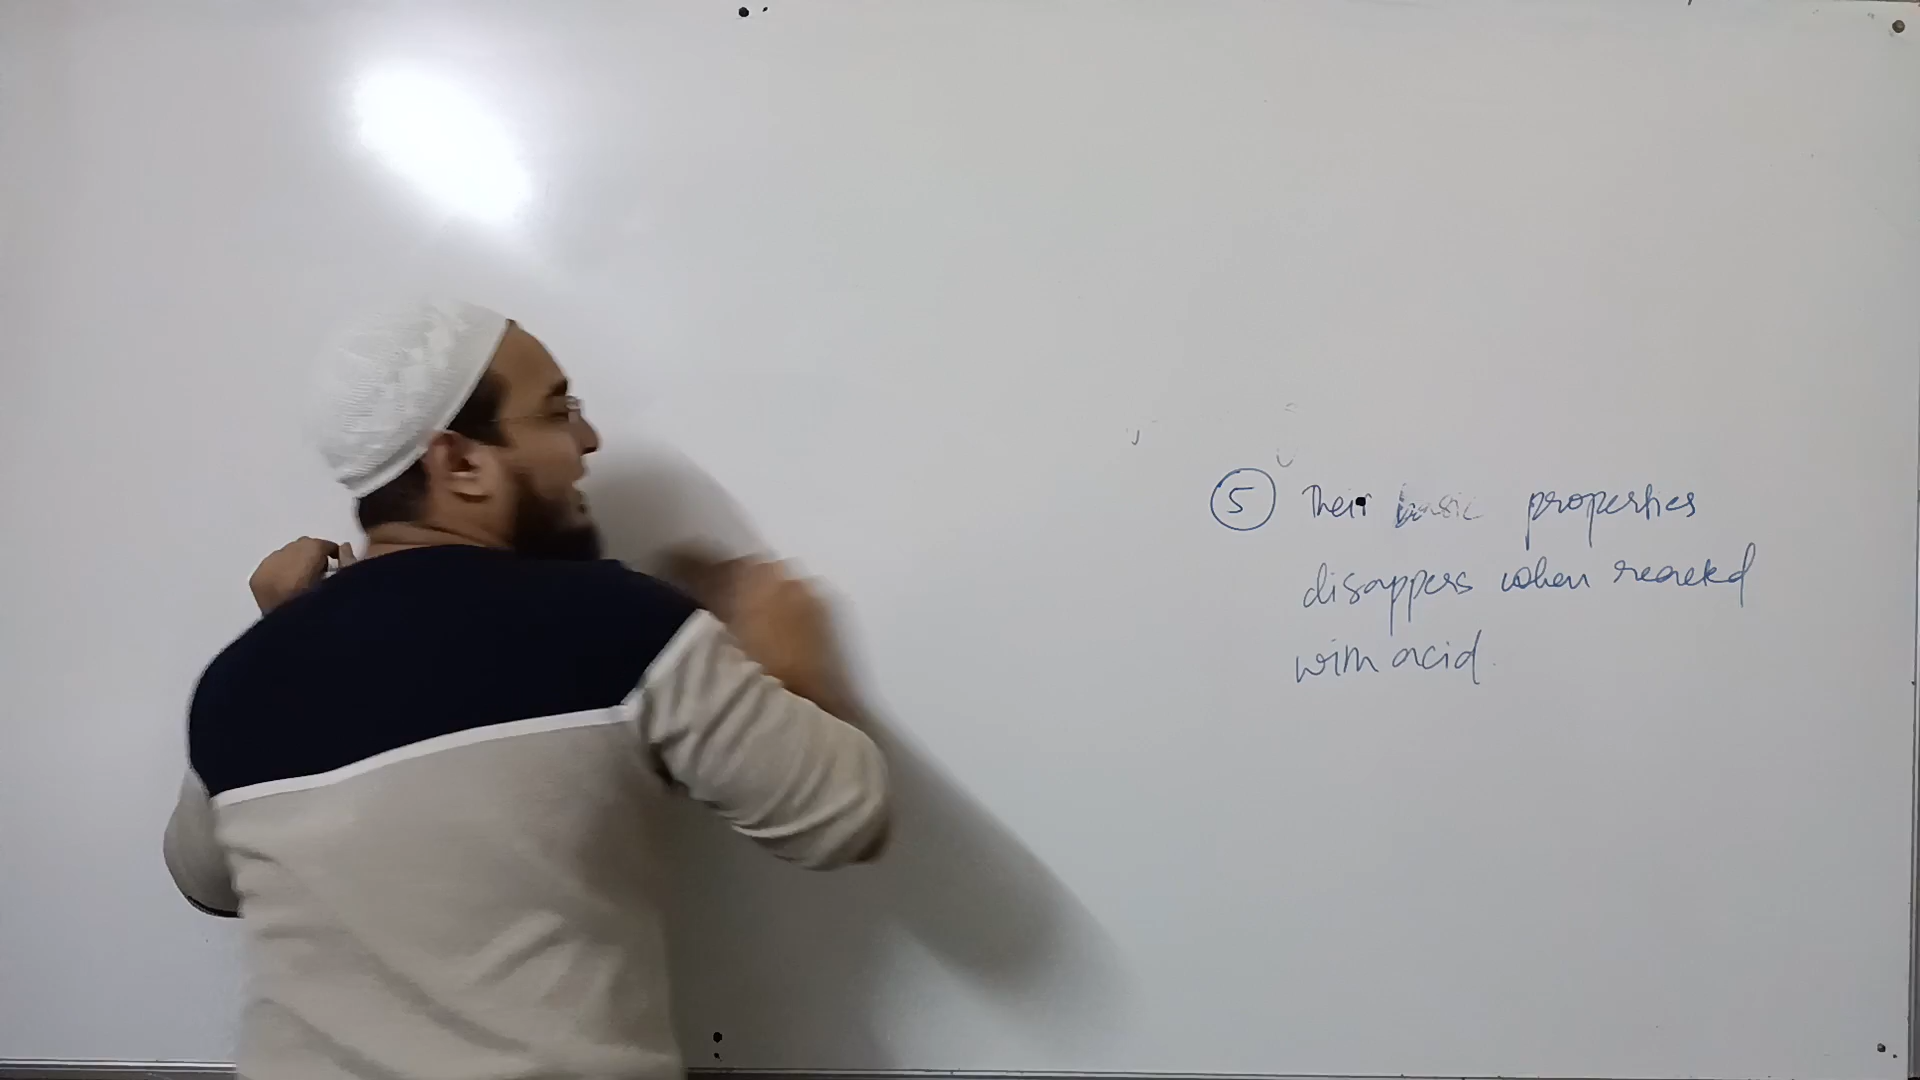 5 Their basic properties
disappers when reacted
with acid.